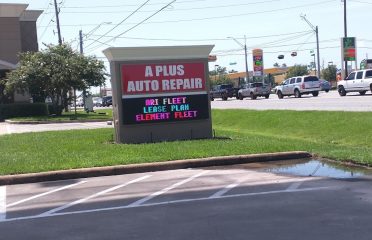 A PLUS
AUTO REPAIR
ARI FLEET
LEASE PLAN
ELEMENT FLEET